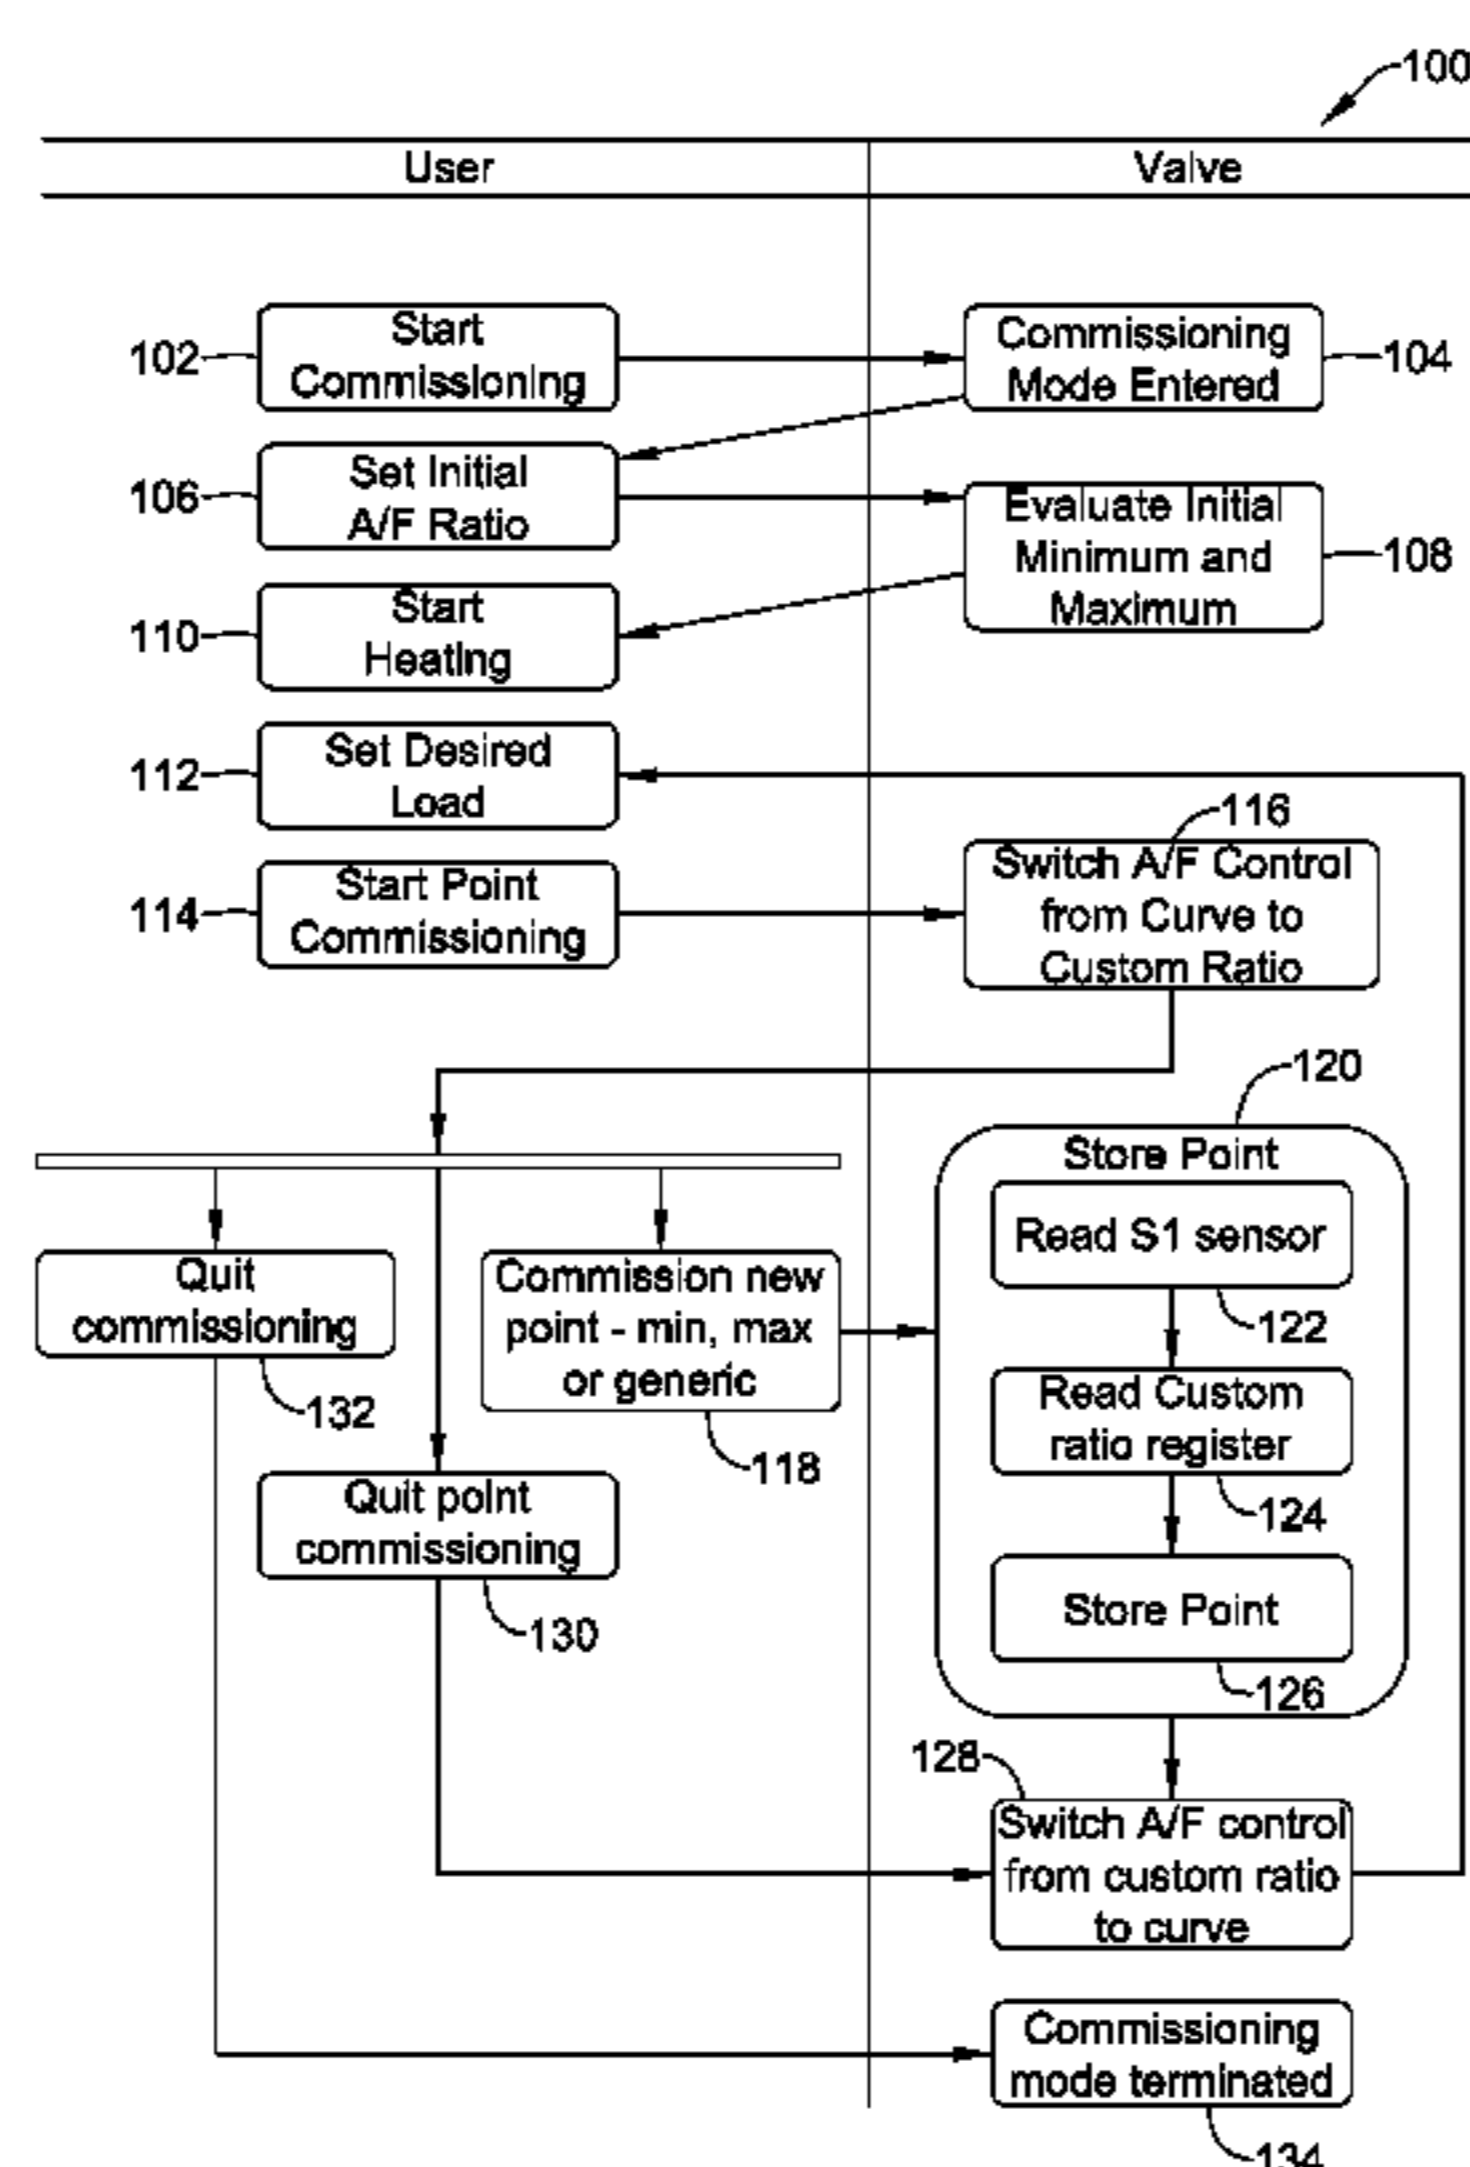 100
User
Valve
Start
Commissioning
102
Commissioning
Mode Entered
104
Set Initial
A/F Ratio
106
Evaluate Initial
Minimum and
Maximum
108
Start
Heating
110
Set Desired
Load
112
116
Start Point
Commissioning
114
Switch A/F Control
from Curve to
Custom Ratio
120
Store Point
Read S1 sensor
122
Quit
commissioning
132
Commission new
point - min, max
or generic
118
Read Custom
ratio register
124
Quit point
commissioning
130
Store Point
126
128
Switch A/F control
from custom ratio
to curve
Commissioning
mode terminated
134